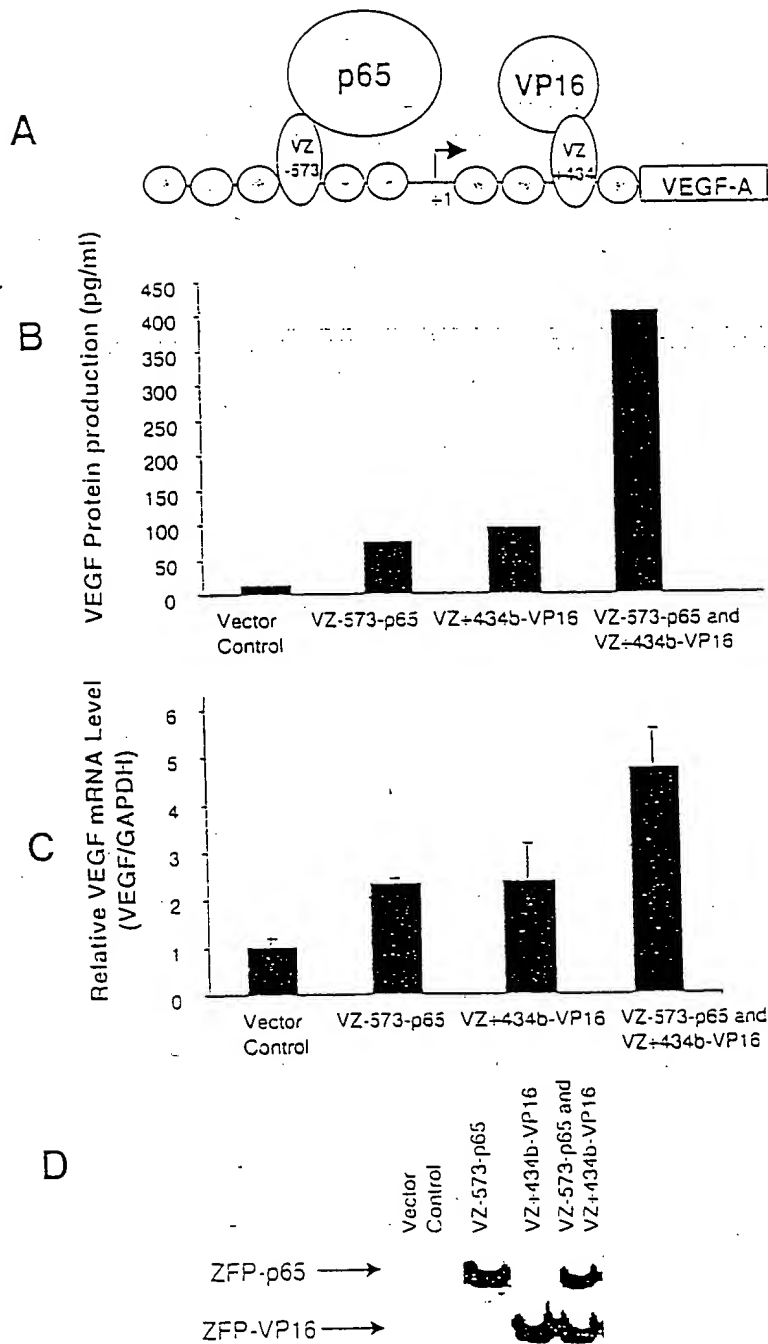 A
p65
VP16
VZ
-573
VZ
+434
÷1
VEGF-A
B
VEGF Protein production (pg/ml)
450
400
350
300
250
200
150
100
50
0
Vector
Control
VZ-573-p65
VZ÷434b-VP16
VZ-573-p65 and
VZ÷434b-VP16
C
Relative VEGF mRNA Level
(VEGF/GAPDH)
6
5
4
3
2
1
0
Vector
Control
VZ-573-p65
VZ÷434b-VP16
VZ-573-p65 and
VZ÷434b-VP16
D
Vector
Control
VZ-573-p65
VZ+434b-VP16
VZ-573-p65 and
VZ+434b-VP16
ZFP-p65
ZFP-VP16